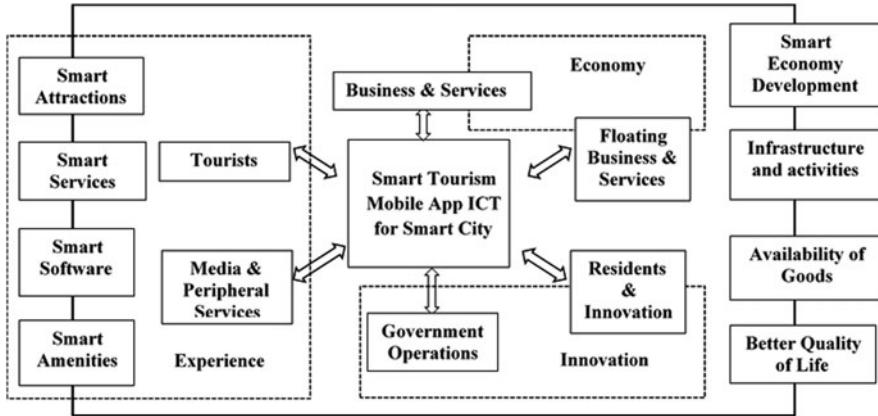 Smart
Attractions
Smart
Services
Smart
Software
Smart
Amenities
Tourists
Media &
Peripheral
Services
Experience
Business & Services
Smart Tourism
Mobile App ICT
for Smart City
Government
Operations
Economy
Floating
Business &
Services
Residents
&
Innovation
Innovation
Smart
Economy
Development
Infrastructure
and activities
Availability of
Goods
Better Quality
of Life